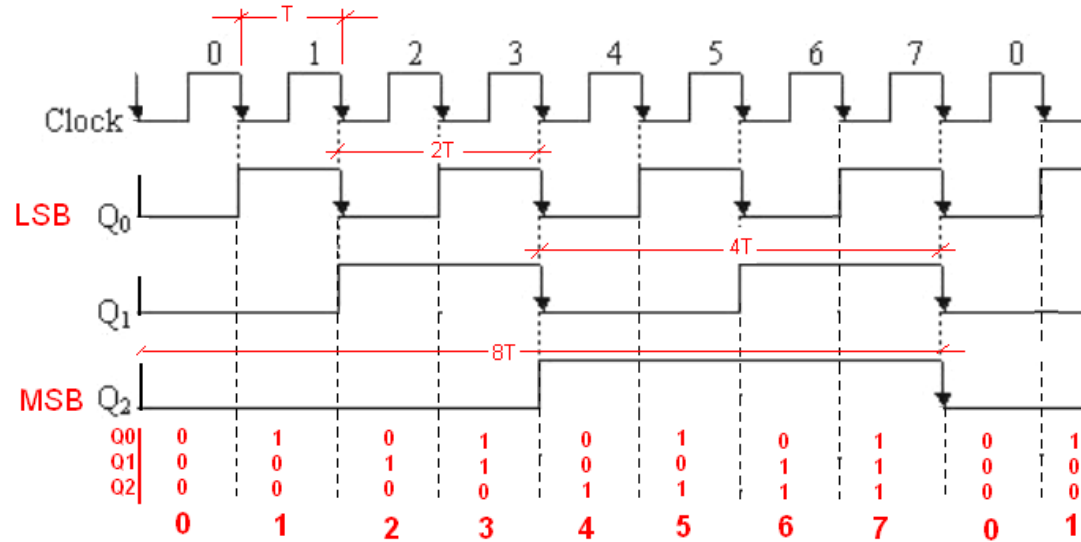 T
0 1 2 3 4 5 6 7 0
Clock
2T
LSB Q0
4T
Q1
8T
MSB Q2
Q0 0 1 0 1 0 1 0 1 0 1
Q1 0 0 1 1 0 0 1 1 0 0
Q2 0 0 0 0 1 1 1 1 0 0
0 1 2 3 4 5 6 7 0 1